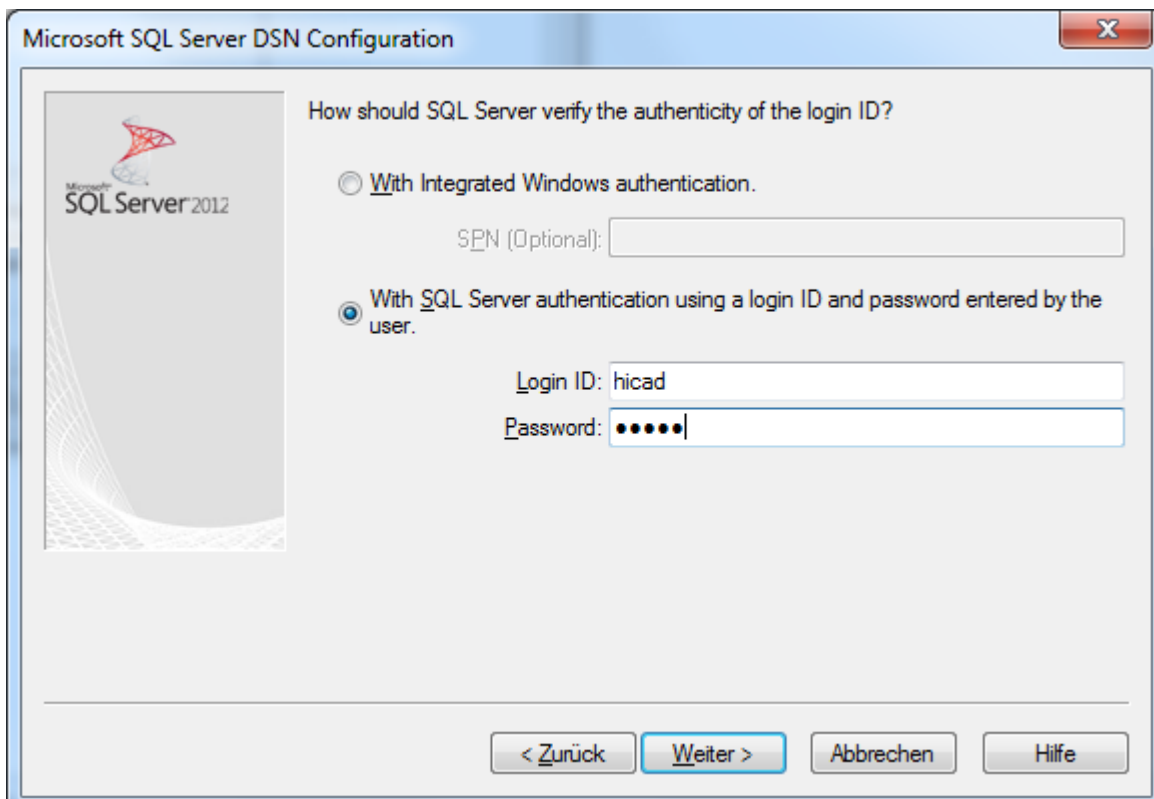 Microsoft SQL Server DSN Configuration
How should SQL Server verify the authenticity of the login ID?
Microsoft
SQL Server 2012
With Integrated Windows authentication.
SPN (Optional):
With SQL Server authentication using a login ID and password entered by the
user.
Login ID: hicad
Password: •••••
< Zurück
Weiter >
Abbrechen
Hilfe